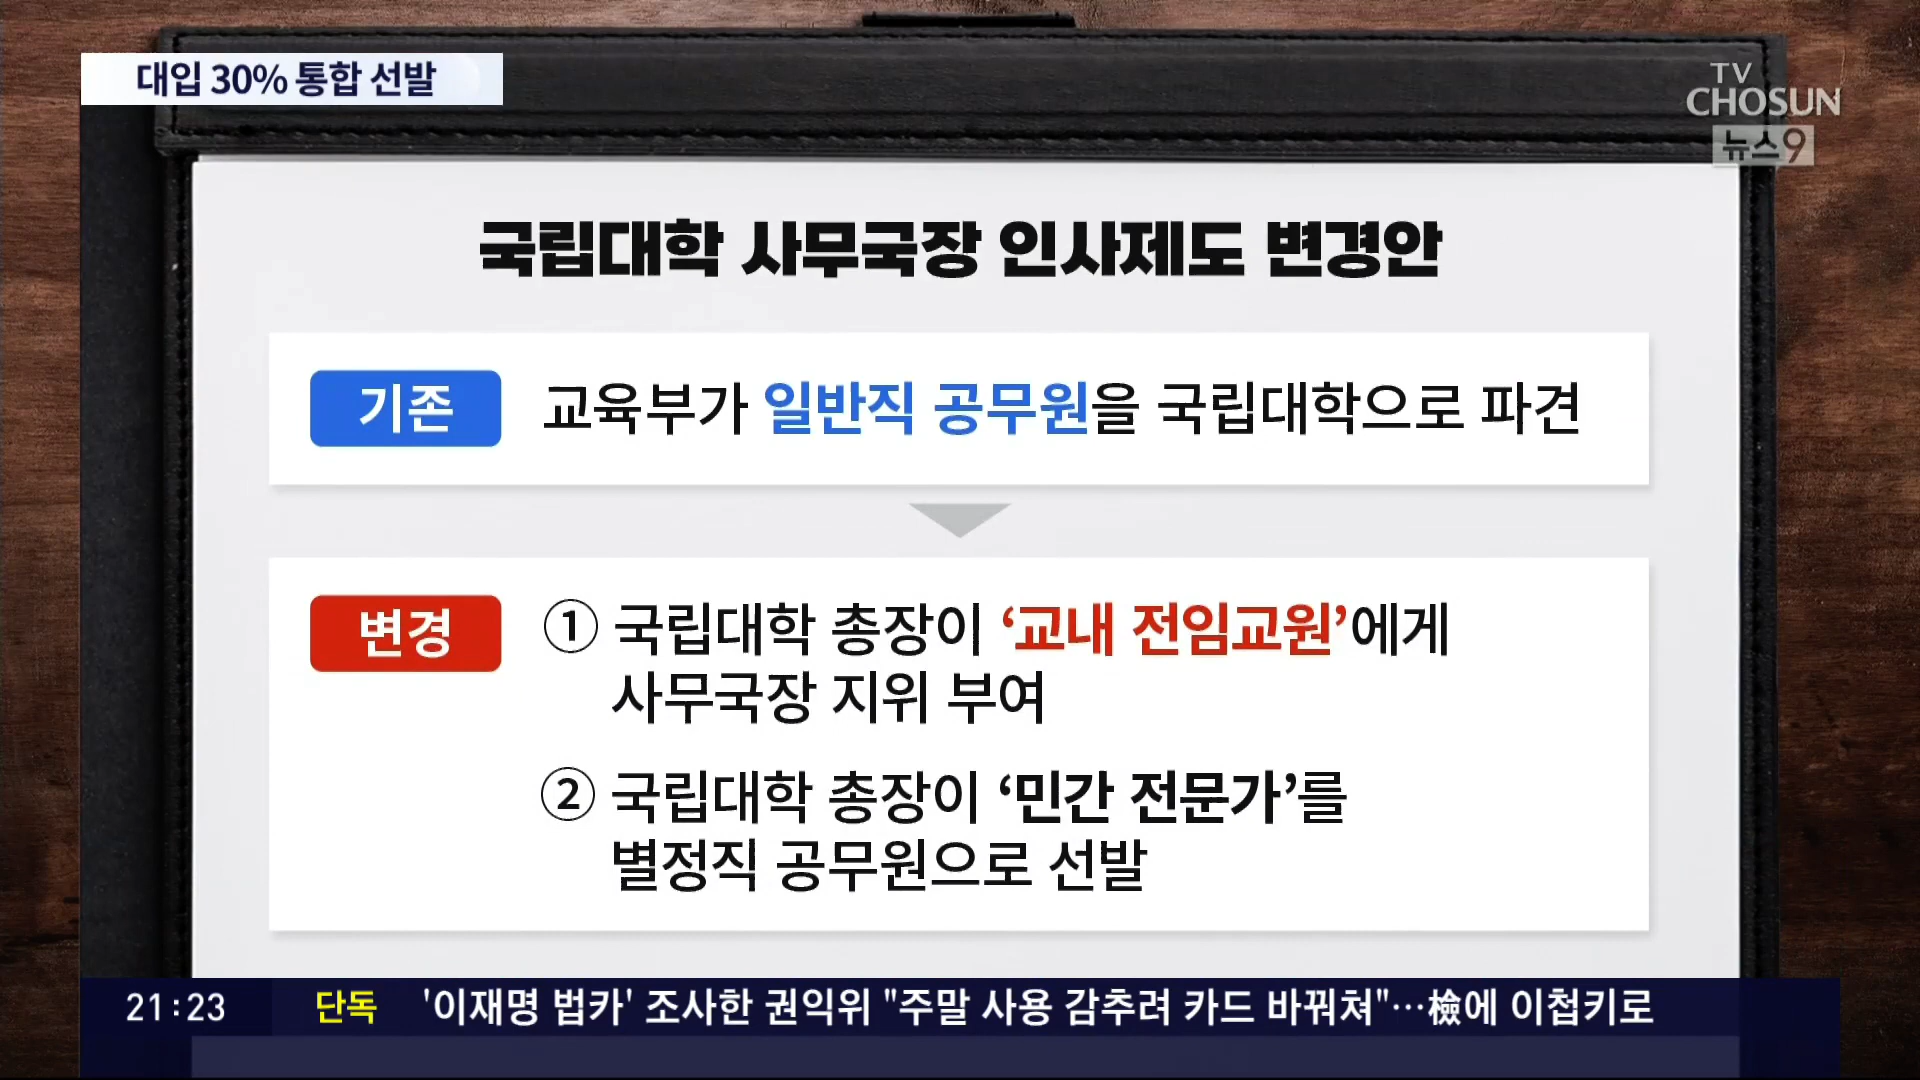 대입 30% 통합 선발
TV
CHOSUN
뉴스9
국립대학 사무국장 인사제도 변경안
기존
교육부가 일반직 공무원을 국립대학으로 파견
변경
① 국립대학 총장이 ‘교내 전임교원’에게
사무국장 지위 부여
② 국립대학 총장이 ‘민간 전문가’를
별정직 공무원으로 선발
21:23 단독 '이재명 법카' 조사한 권익위 "주말 사용 감추려 카드 바꿔쳐"…檢에 이첩키로